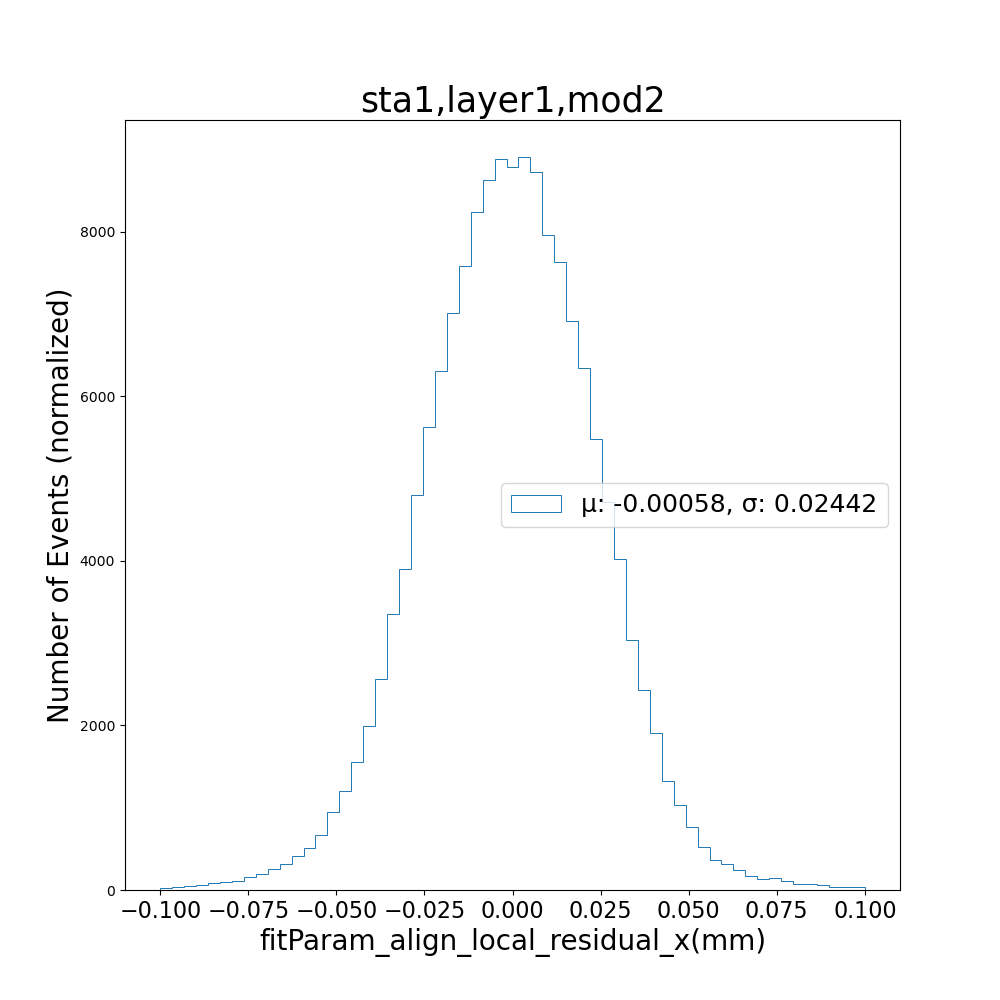 sta1,layer1,mod2
Number of Events (normalized)
8000
6000
4000
2000
0
μ: -0.00058, σ: 0.02442
−0.100 −0.075 −0.050 −0.025 0.000 0.025 0.050 0.075 0.100
fitParam_align_local_residual_x(mm)